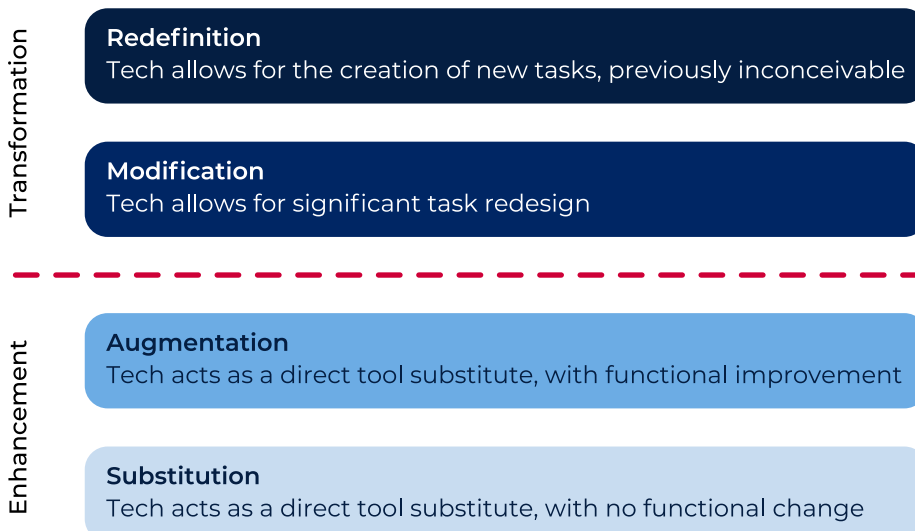 Transformation
Redefinition
Tech allows for the creation of new tasks, previously inconceivable
Modification
Tech allows for significant task redesign
Enhancement
Augmentation
Tech acts as a direct tool substitute, with functional improvement
Substitution
Tech acts as a direct tool substitute, with no functional change